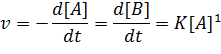 v = − d[A]/dt = d[B]/dt = K[A]¹